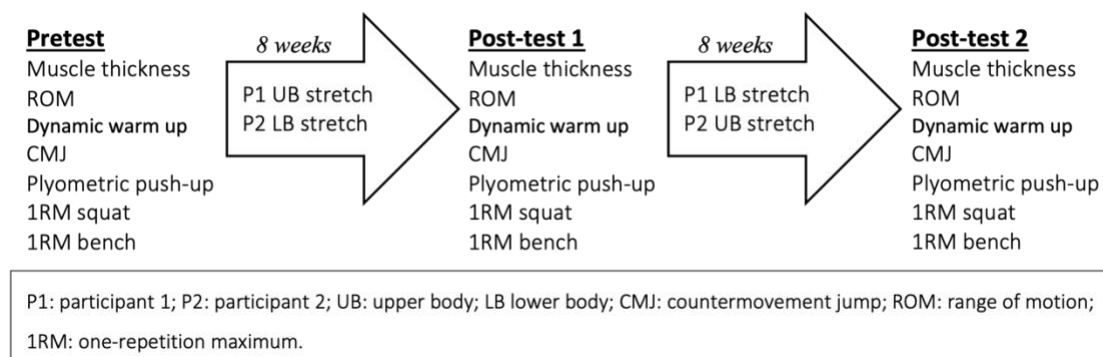 Pretest
Muscle thickness
ROM
Dynamic warm up
CMJ
Plyometric push-up
1RM squat
1RM bench
8 weeks
P1 UB stretch
P2 LB stretch
Post-test 1
Muscle thickness
ROM
Dynamic warm up
CMJ
Plyometric push-up
1RM squat
1RM bench
8 weeks
P1 LB stretch
P2 UB stretch
Post-test 2
Muscle thickness
ROM
Dynamic warm up
CMJ
Plyometric push-up
1RM squat
1RM bench
P1: participant 1; P2: participant 2; UB: upper body; LB lower body; CMJ: countermovement jump; ROM: range of motion;
1RM: one-repetition maximum.